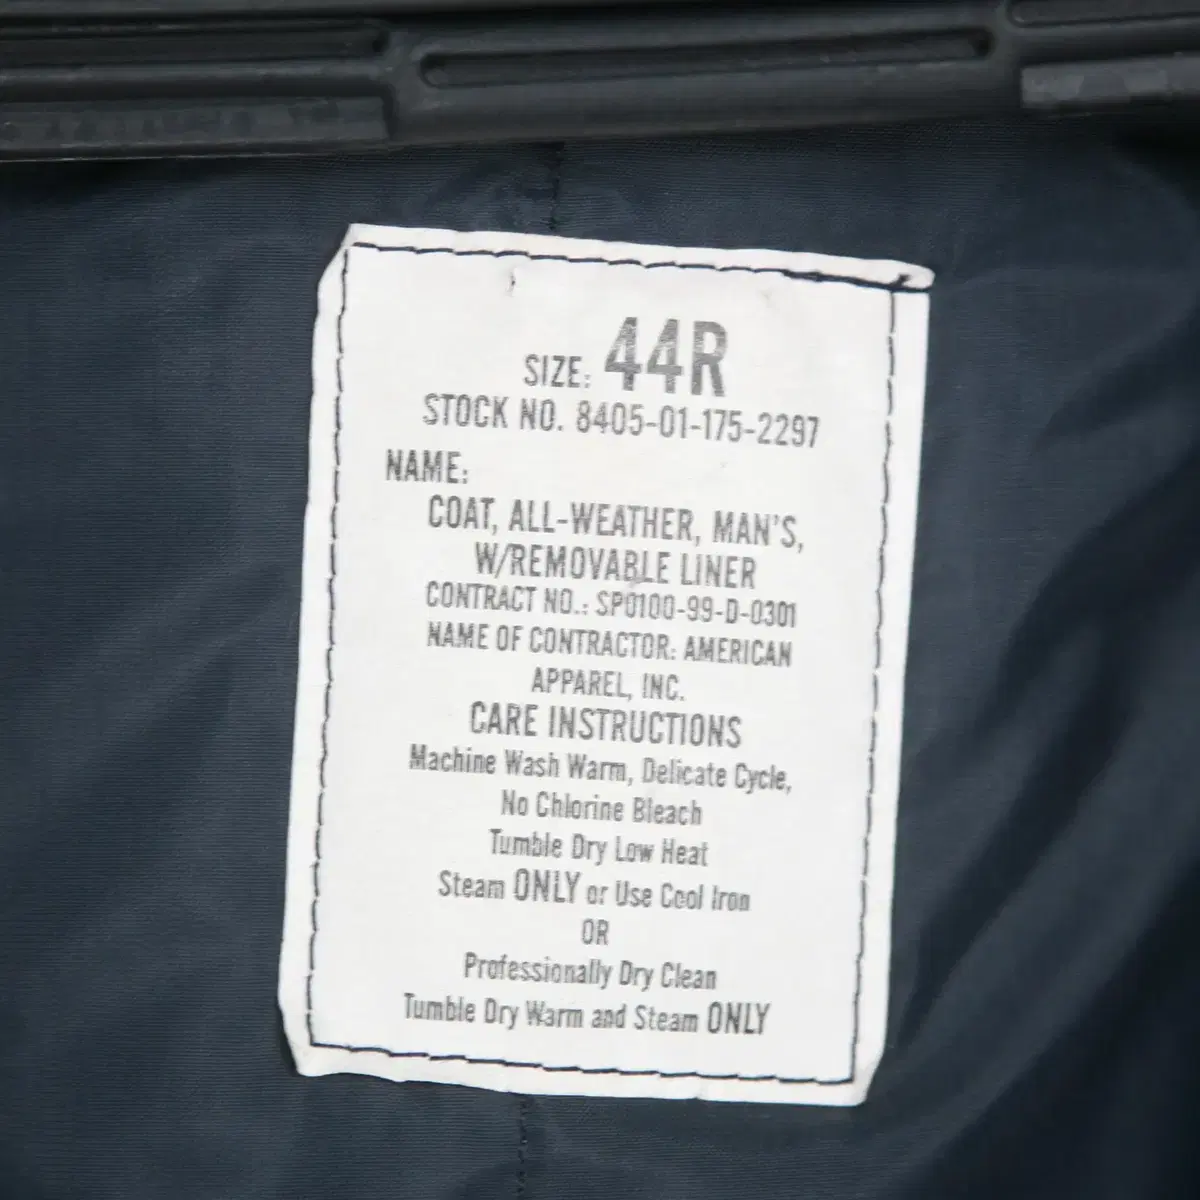 SIZE: 44R
STOCK NO. 8405-01-175-2297
NAME:
COAT, ALL-WEATHER, MAN'S,
W/REMOVABLE LINER
CONTRACT NO.: SP0100-99-D-0301
NAME OF CONTRACTOR: AMERICAN
APPAREL, INC.
CARE INSTRUCTIONS
Machine Wash Warm, Delicate Cycle,
No Chlorine Bleach
Tumble Dry Low Heat
Steam ONLY or Use Cool Iron
OR
Professionally Dry Clean
Tumble Dry Warm and Steam ONLY